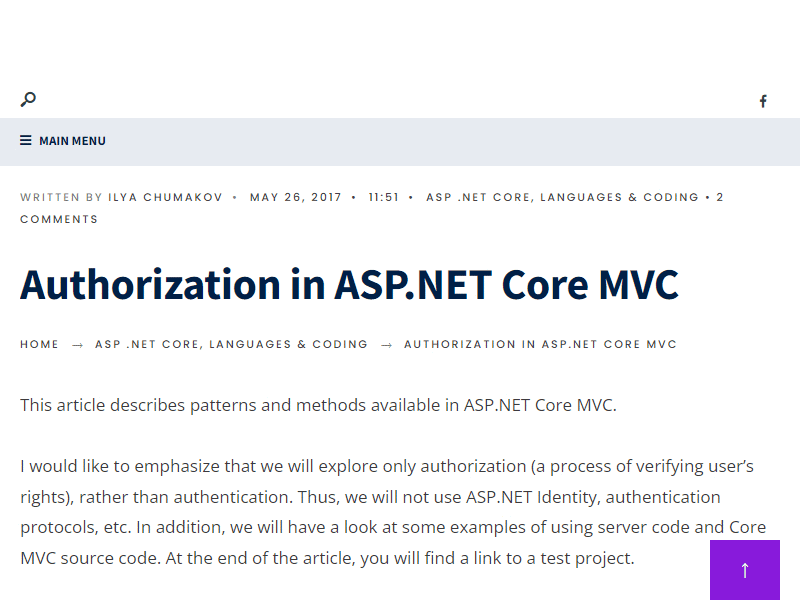 MAIN MENU
WRITTEN BY ILYA CHUMAKOV • MAY 26, 2017 • 11:51 • ASP .NET CORE, LANGUAGES & CODING • 2
COMMENTS
Authorization in ASP.NET Core MVC
HOME → ASP .NET CORE, LANGUAGES & CODING → AUTHORIZATION IN ASP.NET CORE MVC
This article describes patterns and methods available in ASP.NET Core MVC.
I would like to emphasize that we will explore only authorization (a process of verifying user’s
rights), rather than authentication. Thus, we will not use ASP.NET Identity, authentication
protocols, etc. In addition, we will have a look at some examples of using server code and Core
MVC source code. At the end of the article, you will find a link to a test project.
↑